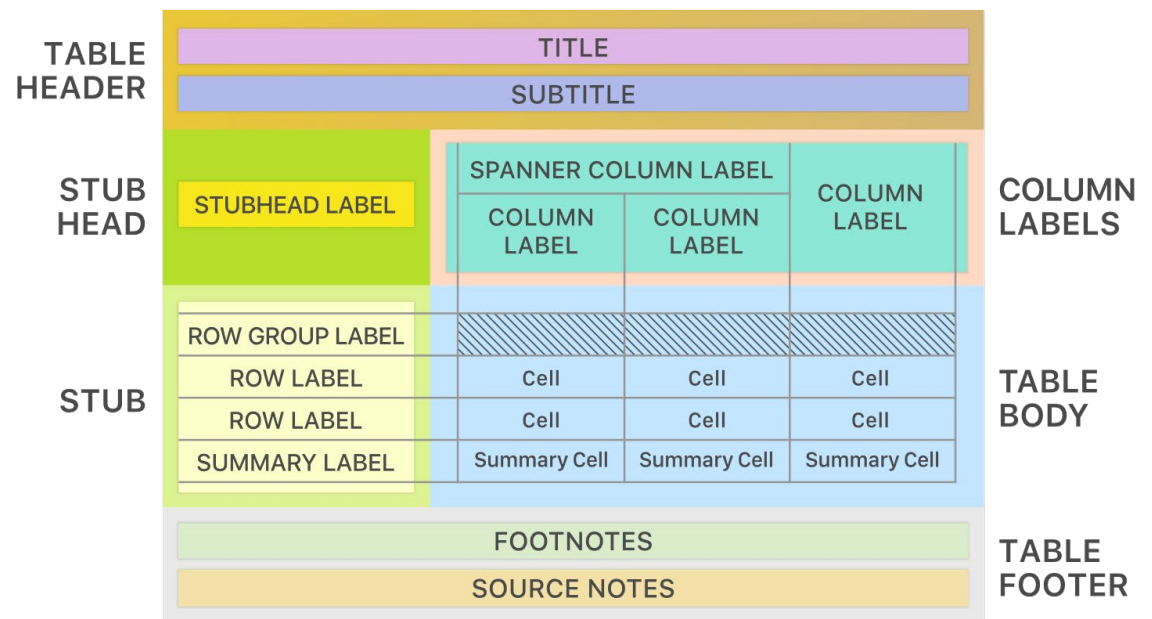 TABLE
HEADER
TITLE
SUBTITLE
STUB
HEAD
STUBHEAD LABEL
SPANNER COLUMN LABEL
COLUMN
LABEL
COLUMN
LABEL
COLUMN
LABEL
COLUMN
LABELS
STUB
ROW GROUP LABEL
ROW LABEL
Cell
Cell
Cell
ROW LABEL
Cell
Cell
Cell
SUMMARY LABEL
Summary Cell
Summary Cell
Summary Cell
TABLE
BODY
FOOTNOTES
SOURCE NOTES
TABLE
FOOTER